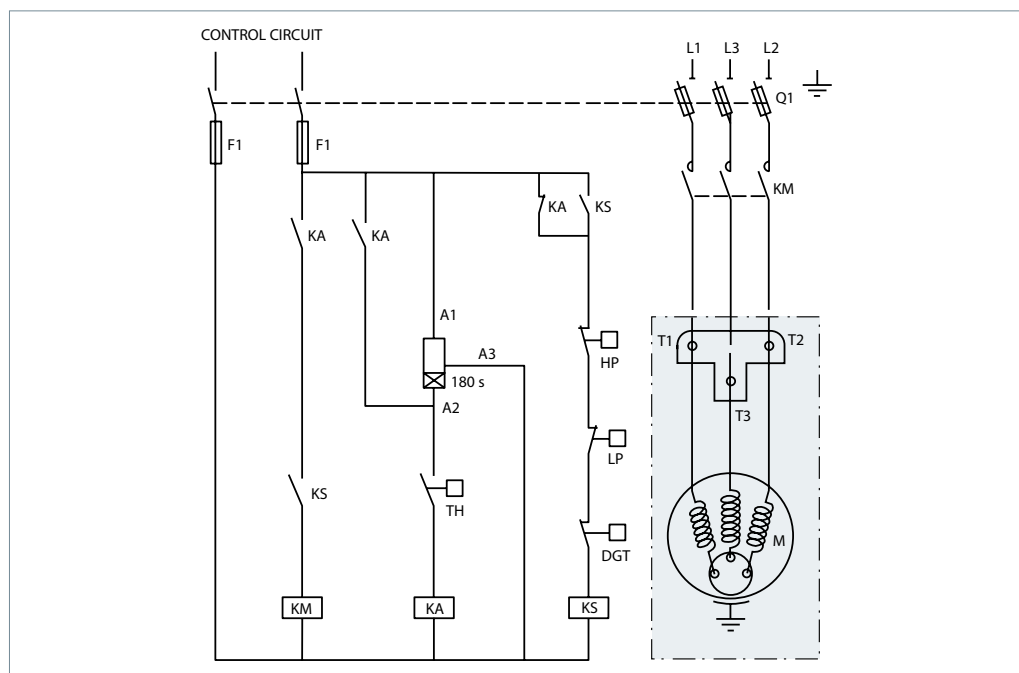 CONTROL CIRCUIT
L1 L3 L2
Q1
F1 F1
KM
KA KA KA KS
A1
A3
180 s
A2
HP
T1 T2
T3
LP
KS
TH
DGT
M
KM KA KS